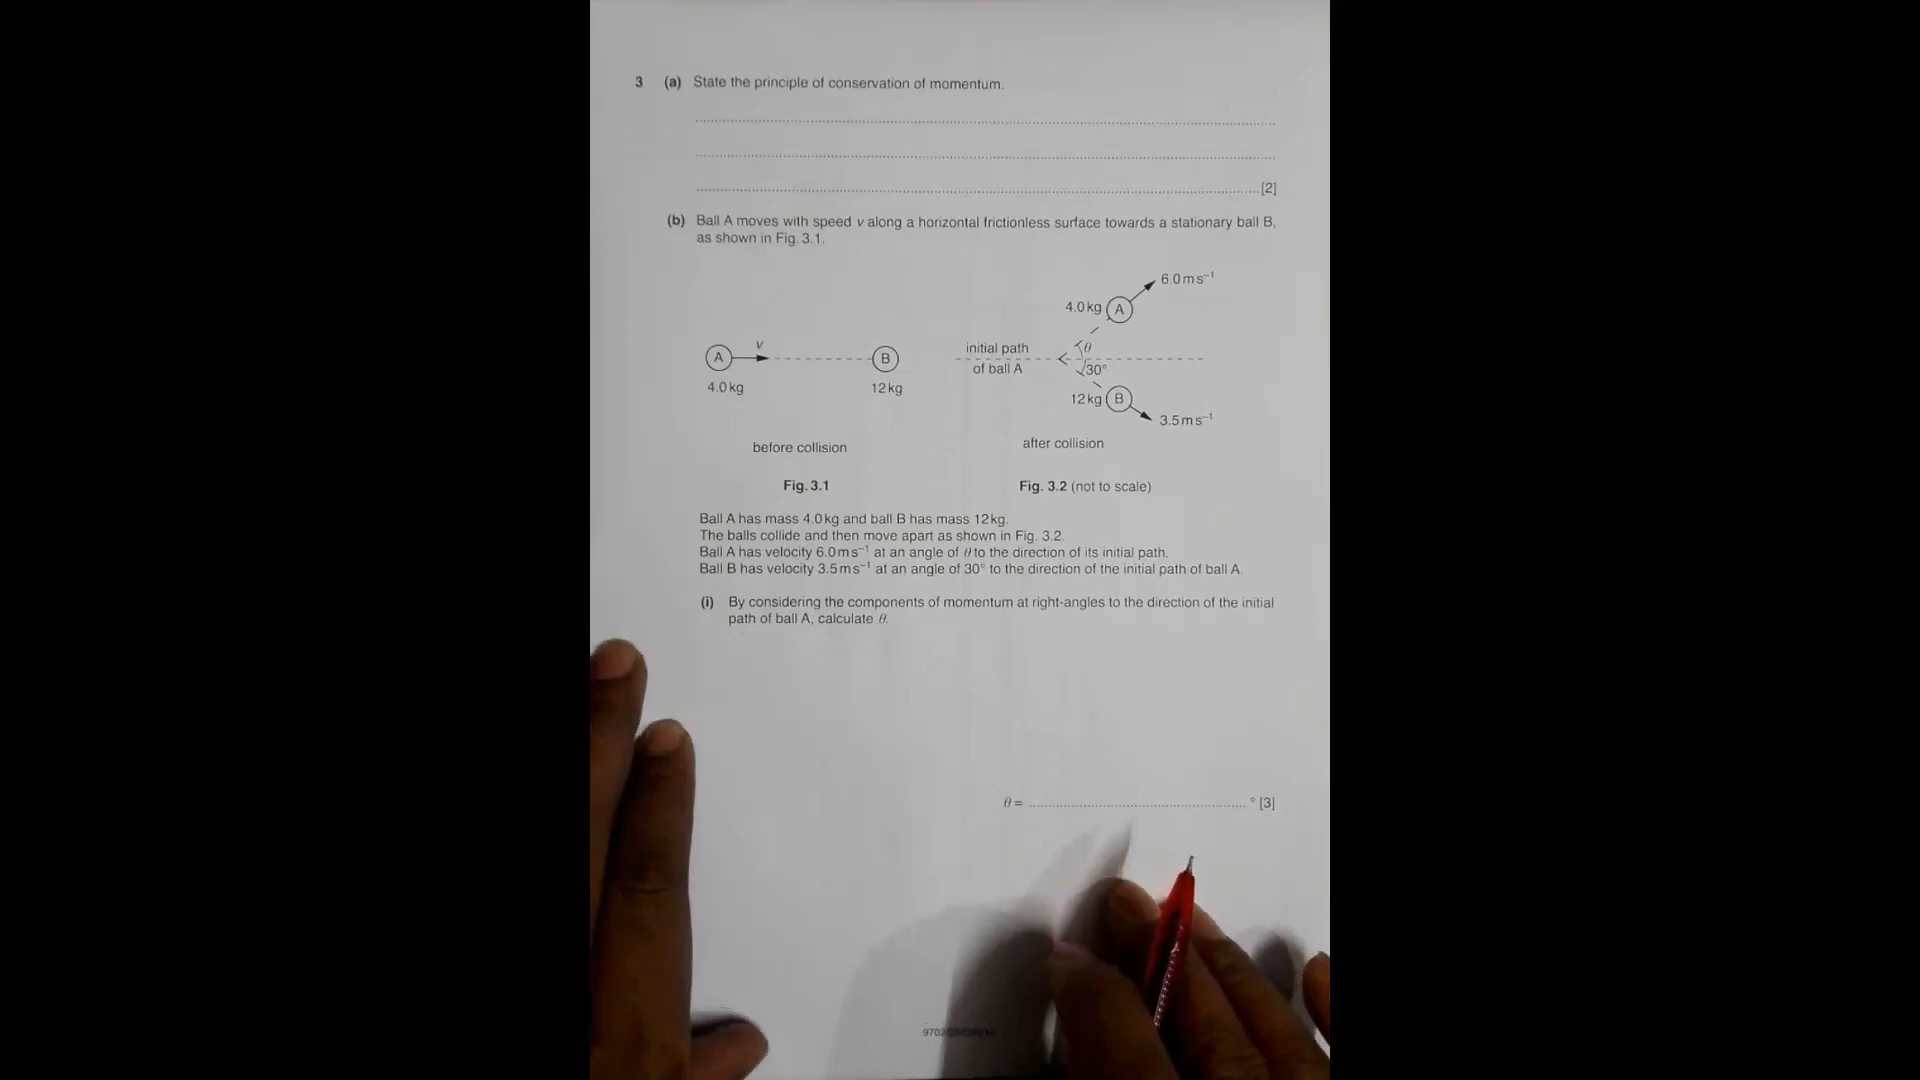 3 (a) State the principle of conservation of momentum.
[2]
(b) Ball A moves with speed v along a horizontal frictionless surface towards a stationary ball B,
as shown in Fig. 3.1.
6.0 m s⁻¹
4.0 kg A
v
A B
initial path
θ
of ball A
30°
4.0 kg 12 kg
12 kg B
3.5 m s⁻¹
before collision
after collision
Fig. 3.1
Fig. 3.2 (not to scale)
Ball A has mass 4.0 kg and ball B has mass 12 kg.
The balls collide and then move apart as shown in Fig. 3.2.
Ball A has velocity 6.0 m s⁻¹ at an angle of θ to the direction of its initial path.
Ball B has velocity 3.5 m s⁻¹ at an angle of 30° to the direction of the initial path of ball A.
(i) By considering the components of momentum at right-angles to the direction of the initial
path of ball A, calculate θ.
θ = ° [3]